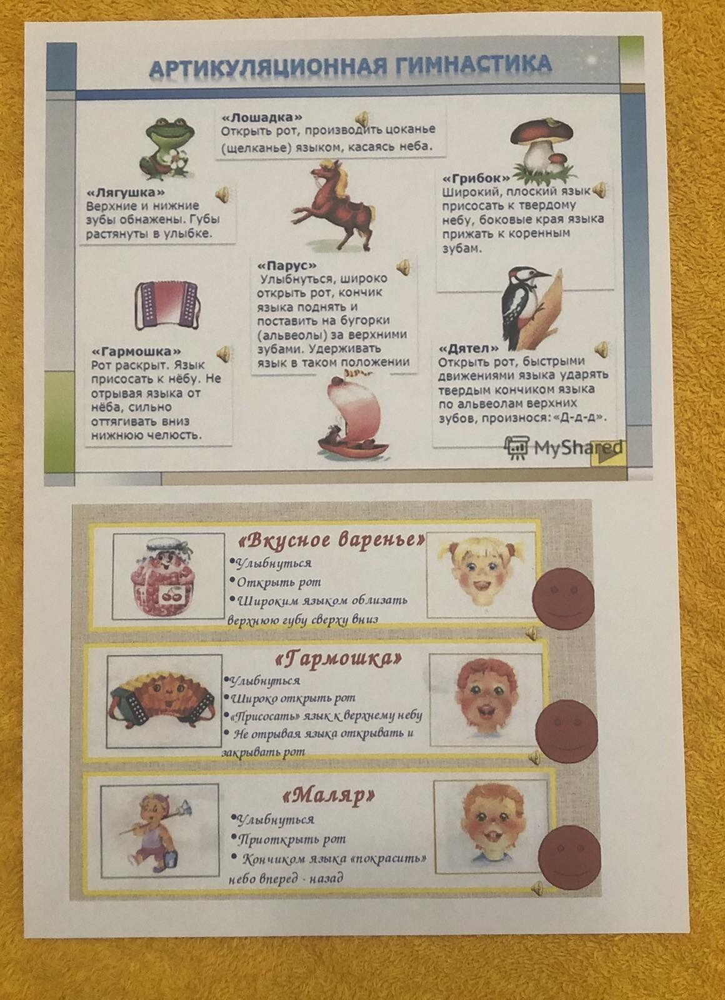 АРТИКУЛЯЦИОННАЯ ГИМНАСТИКА
«Лошадка»
Открыть рот, производить цоканье
(щелканье) языком, касаясь неба.
«Лягушка»
Верхние и нижние
зубы обнажены. Губы
растянуты в улыбке.
«Грибок»
Широкий, плоский язык
присосать к твердому
небу, боковые края языка
прижать к коренным
зубам.
«Парус»
Улыбнуться, широко
открыть рот, кончик
языка поднять и
поставить на бугорки
(альвеолы) за верхними
зубами. Удерживать
язык в таком положении
«Гармошка»
Рот раскрыт. Язык
присосать к нёбу. Не
отрывая языка от
нёба, сильно
оттягивать вниз
нижнюю челюсть.
«Дятел»
Открыть рот, быстрыми
движениями языка ударять
твердым кончиком языка
по альвеолам верхних
зубов, произнося: «Д-д-д».
MyShared
«Вкусное варенье»
•Улыбнуться
•Открыть рот
•Широким языком облизать
верхнюю губу сверху вниз
«Гармошка»
•Улыбнуться
•Широко открыть рот
•«Присосать» язык к верхнему небу
• Не отрывая языка открывать и
закрывать рот
«Маляр»
•Улыбнуться
•Приоткрыть рот
• Кончиком языка «покрасить»
небо вперед - назад